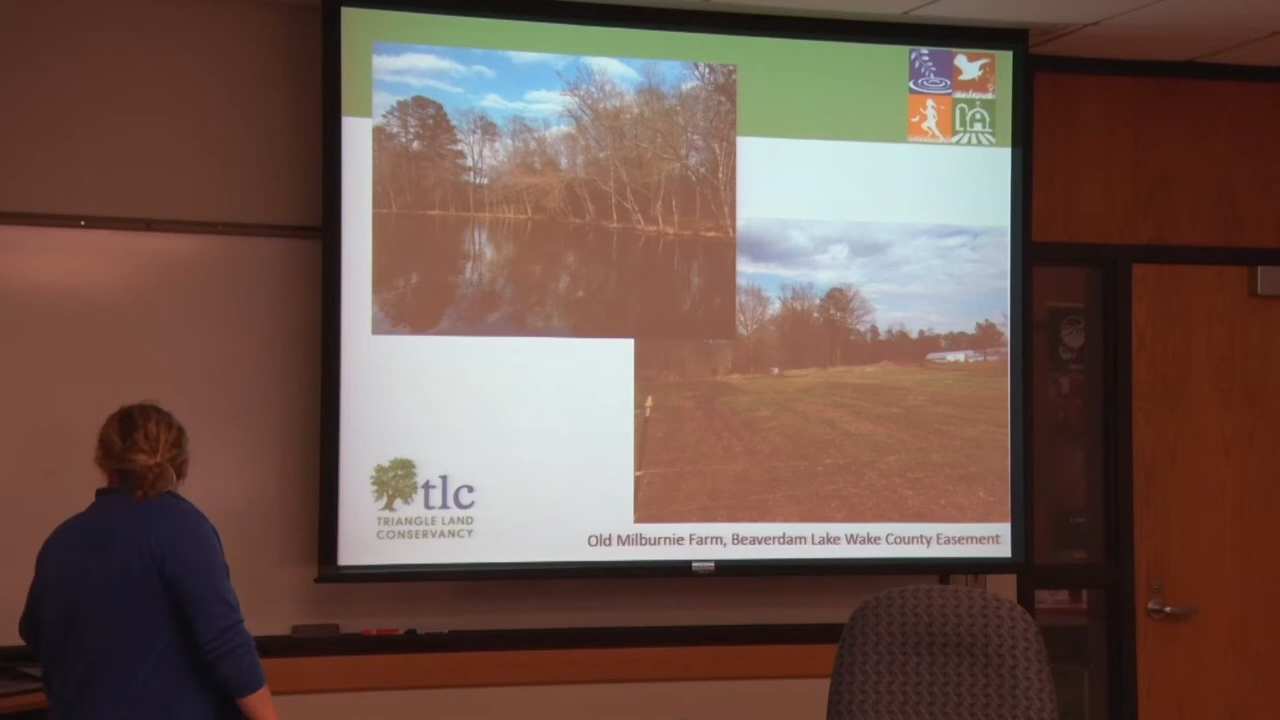 tlc
TRIANGLE LAND
CONSERVANCY
Old Milburnie Farm, Beaverdam Lake Wake County Easement